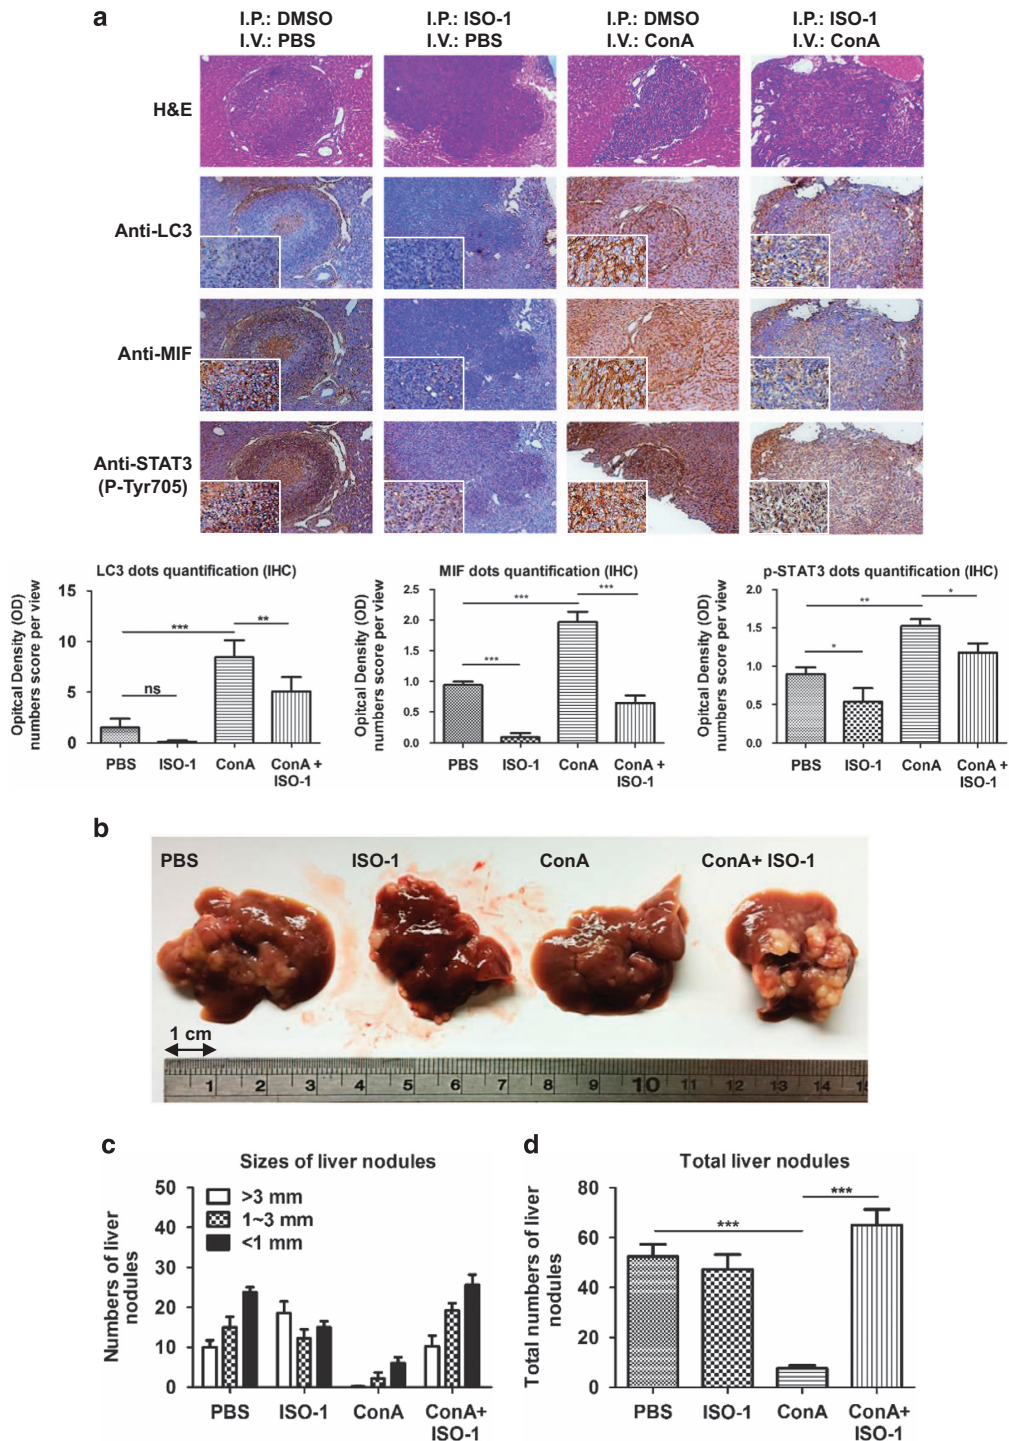 a
I.P.: DMSO
I.V.: PBS
I.P.: ISO-1
I.V.: PBS
I.P.: DMSO
I.V.: ConA
I.P.: ISO-1
I.V.: ConA
H&E
Anti-LC3
Anti-MIF
Anti-STAT3
(P-Tyr705)
LC3 dots quantification (IHC)
Opitcal Density (OD)
numbers score per view
15
10
5
0
***
**
ns
PBS
ISO-1
ConA
ConA +
ISO-1
MIF dots quantification (IHC)
Opitcal Density (OD)
numbers score per view
2.5
2.0
1.5
1.0
0.5
0.0
***
***
***
PBS
ISO-1
ConA
ConA +
ISO-1
p-STAT3 dots quantification (IHC)
Opitcal Density (OD)
numbers score per view
2.0
1.5
1.0
0.5
0.0
**
*
*
PBS
ISO-1
ConA
ConA +
ISO-1
b
PBS
ISO-1
ConA
ConA+ ISO-1
1 cm
1 2 3 4 5 6 7 8 9 10 11 12 13 14 15
c
Sizes of liver nodules
Numbers of liver
nodules
50
40
30
20
10
0
>3 mm
1~3 mm
<1 mm
PBS
ISO-1
ConA
ConA+
ISO-1
d
Total liver nodules
Total numbers of liver
nodules
80
60
40
20
0
***
***
PBS
ISO-1
ConA
ConA+
ISO-1